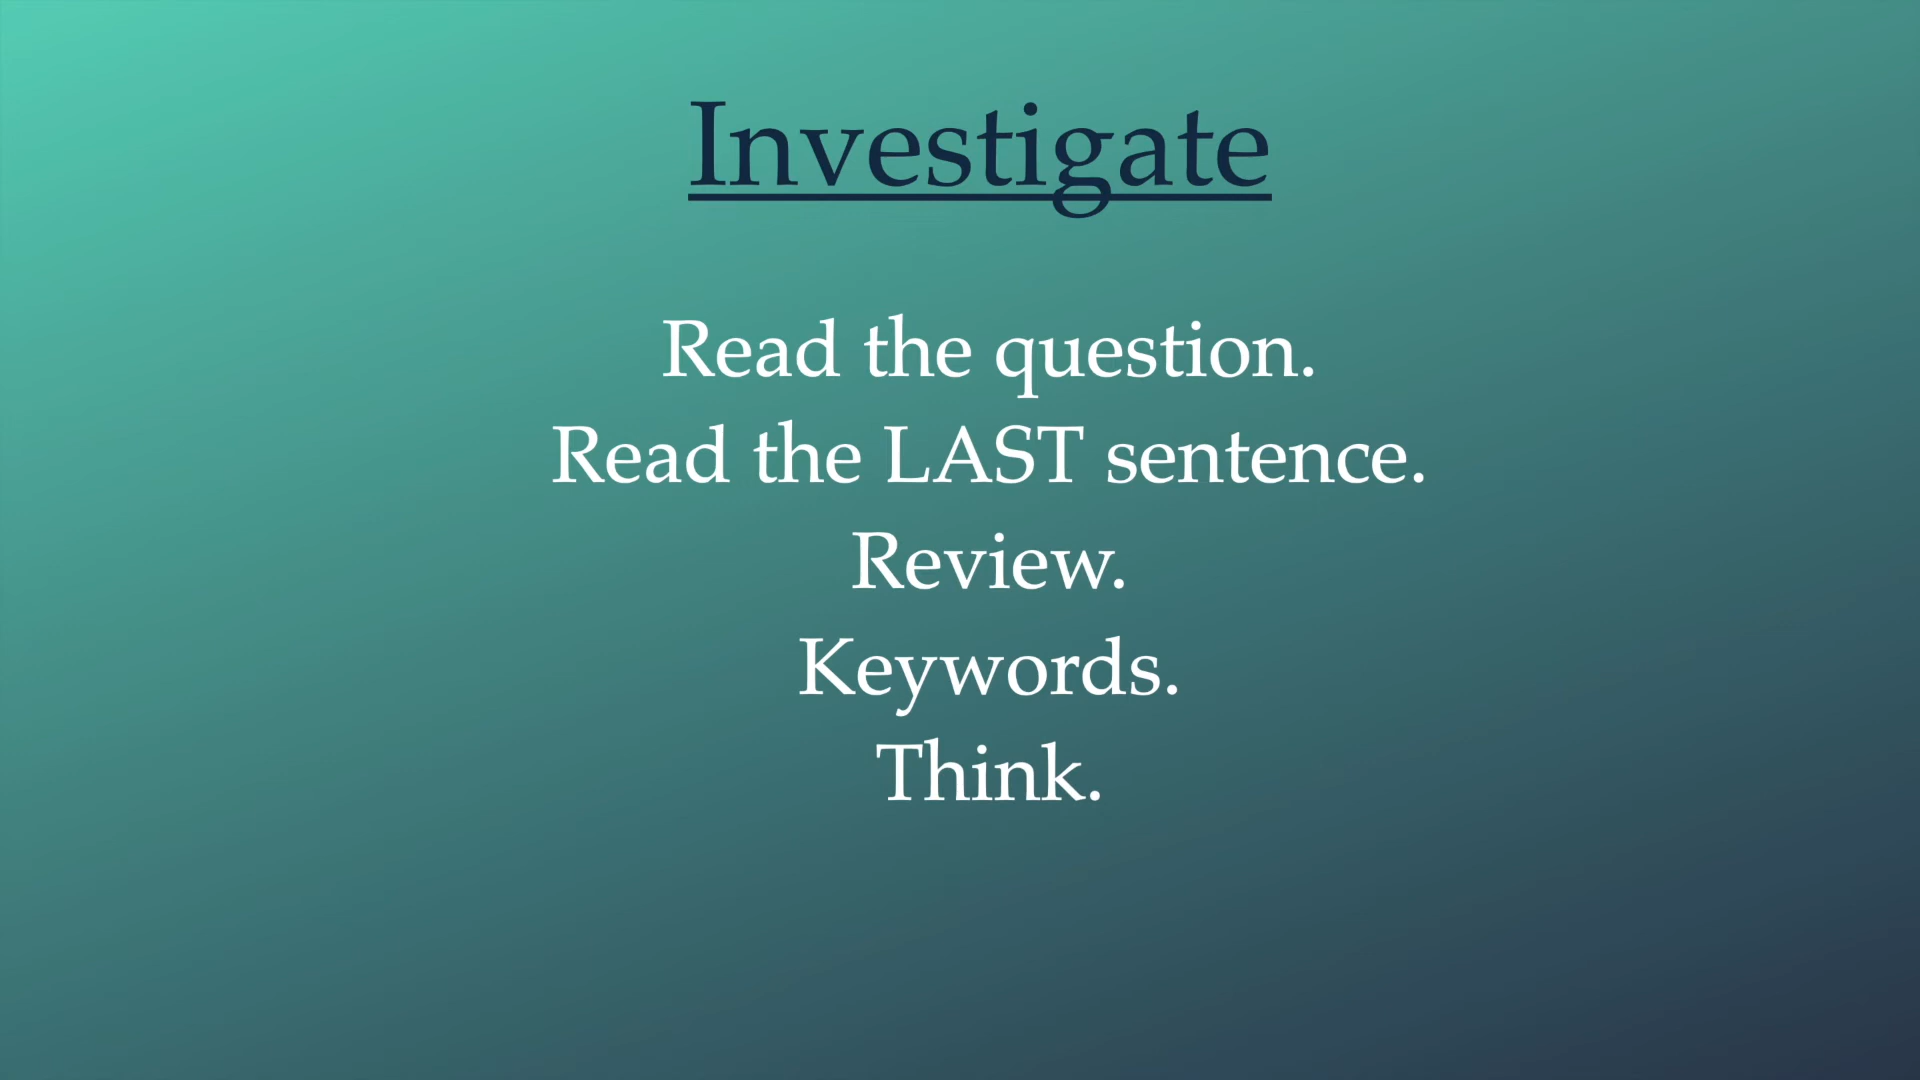 Investigate
Read the question.
Read the LAST sentence.
Review.
Keywords.
Think.